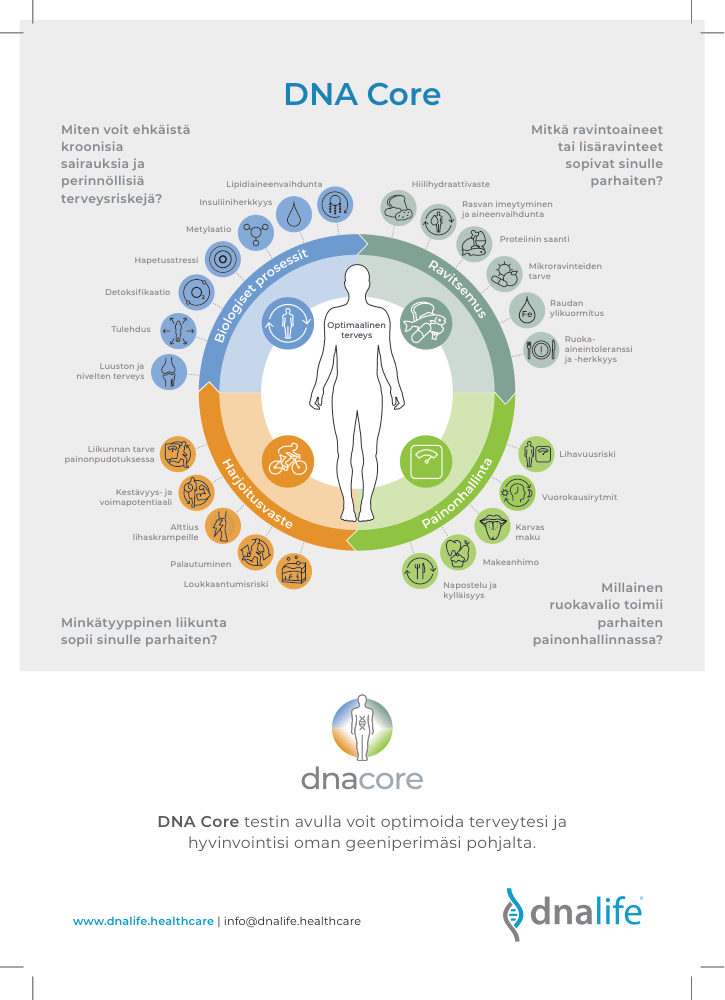 DNA Core
Miten voit ehkäistä
kroonisia
sairauksia ja
perinnöllisiä
terveysriskejä?
Mitkä ravintoaineet
tai lisäravinteet
sopivat sinulle
parhaiten?
Lipidiaineenvaihdunta
Insuliiniherkkyys
Metylaatio
Hapetusstressi
Detoksifikaatio
O2
Tulehdus
Luuston ja
nivelten terveys
Biologiset prosessit
Hiilihydraattivaste
Rasvan imeytyminen
ja aineenvaihdunta
Proteiinin saanti
Mikroravinteiden
tarve
Raudan
ylikuormitus
Fe
Ruoka-
aineintoleranssi
ja -herkkyys
Ravitsemus
Optimaalinen
terveys
Liikunnan tarve
painonpudotuksessa
Kestävyys- ja
voimapotentiaali
Alttius
lihaskrampeille
Palautuminen
Loukkaantumisriski
Harjoitusvaste
Lihavuusriski
Vuorokausirytmit
Karvas
maku
Makeanhimo
Napostelu ja
kylläisyys
Painonhallinta
Minkätyyppinen liikunta
sopii sinulle parhaiten?
Millainen
ruokavalio toimii
parhaiten
painonhallinnassa?
dnacore
DNA Core testin avulla voit optimoida terveytesi ja
hyvinvointisi oman geeniperimäsi pohjalta.
www.dnalife.healthcare | info@dnalife.healthcare
dnalife